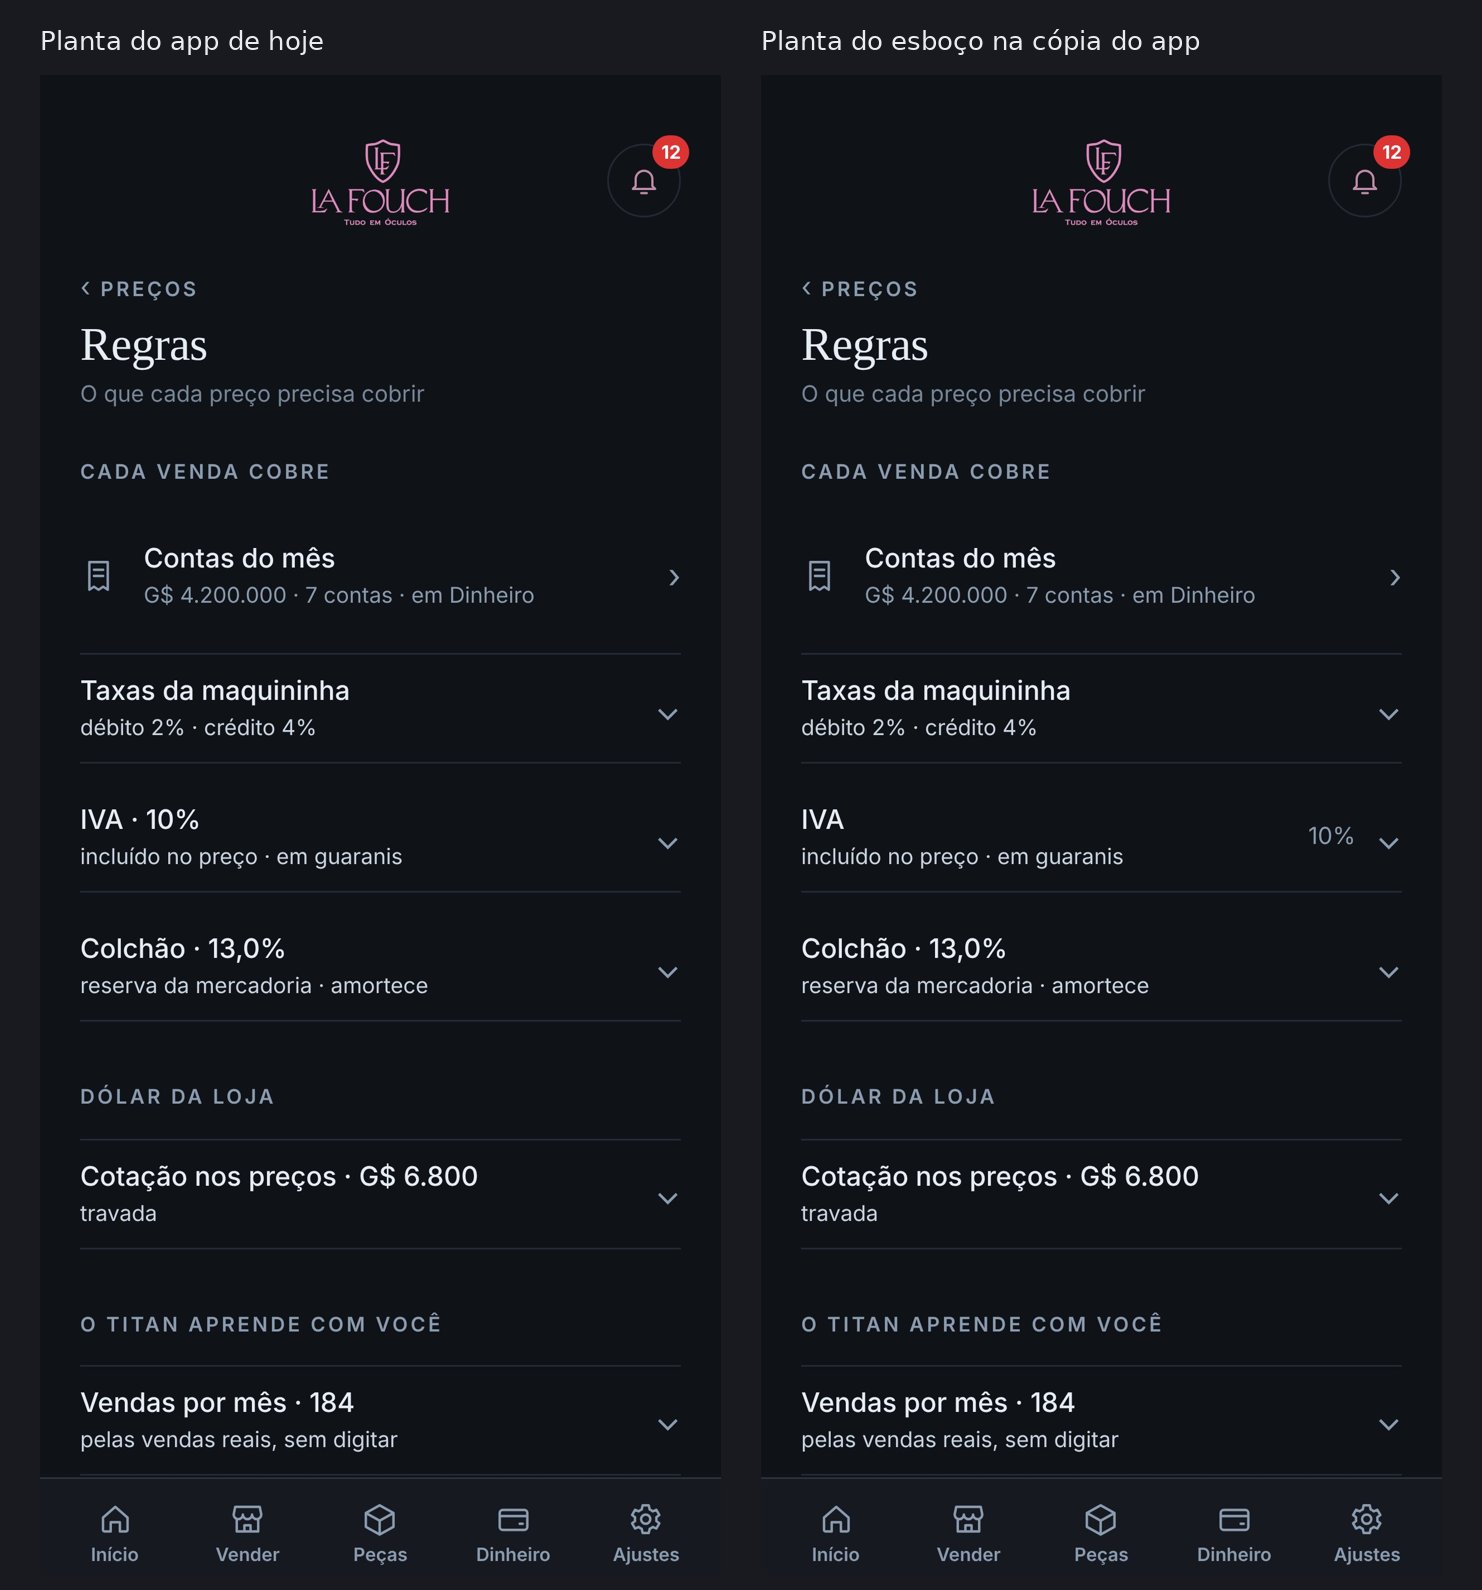 Planta do app de hoje
12
LF
LA FOUCH
TUDO EM ÓCULOS
‹ PREÇOS
Regras
O que cada preço precisa cobrir
CADA VENDA COBRE
Contas do mês
G$ 4.200.000 · 7 contas · em Dinheiro
Taxas da maquininha
débito 2% · crédito 4%
IVA · 10%
incluído no preço · em guaranis
Colchão · 13,0%
reserva da mercadoria · amortece
DÓLAR DA LOJA
Cotação nos preços · G$ 6.800
travada
O TITAN APRENDE COM VOCÊ
Vendas por mês · 184
pelas vendas reais, sem digitar
Início Vender Peças Dinheiro Ajustes
Planta do esboço na cópia do app
12
LF
LA FOUCH
TUDO EM ÓCULOS
‹ PREÇOS
Regras
O que cada preço precisa cobrir
CADA VENDA COBRE
Contas do mês
G$ 4.200.000 · 7 contas · em Dinheiro
Taxas da maquininha
débito 2% · crédito 4%
IVA
10%
incluído no preço · em guaranis
Colchão · 13,0%
reserva da mercadoria · amortece
DÓLAR DA LOJA
Cotação nos preços · G$ 6.800
travada
O TITAN APRENDE COM VOCÊ
Vendas por mês · 184
pelas vendas reais, sem digitar
Início Vender Peças Dinheiro Ajustes